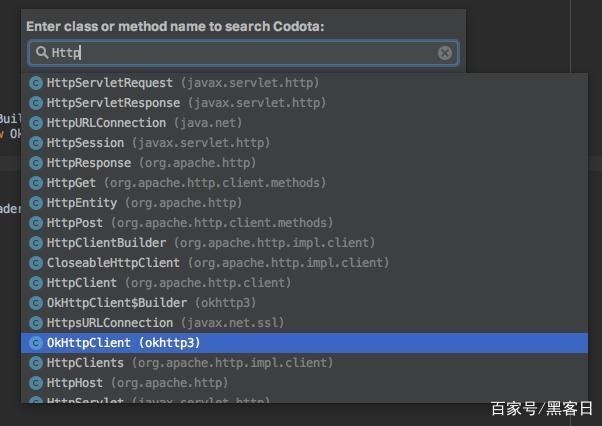 Enter class or method name to search Codota:
Http
HttpServletRequest (javax.servlet.http)
HttpServletResponse (javax.servlet.http)
HttpURLConnection (java.net)
HttpSession (javax.servlet.http)
HttpResponse (org.apache.http)
HttpGet (org.apache.http.client.methods)
HttpEntity (org.apache.http)
HttpPost (org.apache.http.client.methods)
HttpClientBuilder (org.apache.http.impl.client)
CloseableHttpClient (org.apache.http.impl.client)
HttpClient (org.apache.http.client)
OkHttpClient$Builder (okhttp3)
HttpsURLConnection (javax.net.ssl)
OkHttpClient (okhttp3)
HttpClients (org.apache.http.impl.client)
HttpHost (org.apache.http)
HttpServlet (javax.servlet.http)
百家号/黑客日